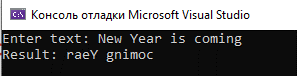 Консоль отладки Microsoft Visual Studio
Enter text: New Year is coming
Result: raeY gnimoc